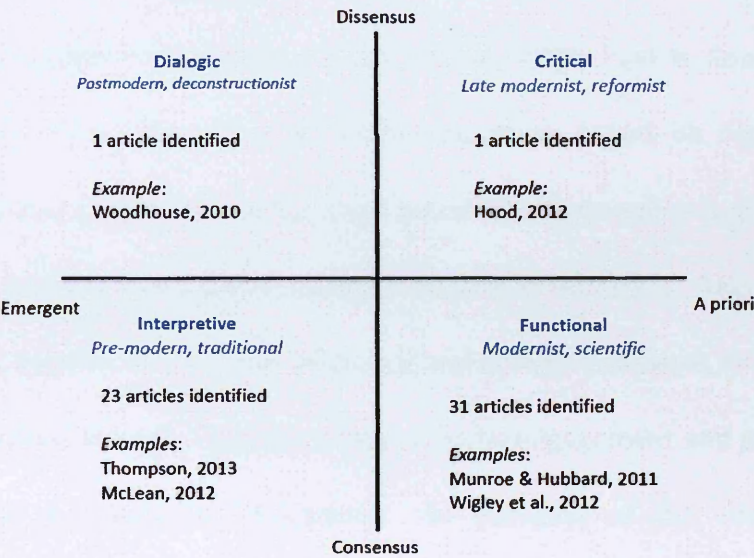 Dissensus
Dialogic
Postmodern, deconstructionist
1 article identified
Example:
Woodhouse, 2010
Critical
Late modernist, reformist
1 article identified
Example:
Hood, 2012
Emergent
A priori
Interpretive
Pre-modern, traditional
23 articles identified
Examples:
Thompson, 2013
McLean, 2012
Functional
Modernist, scientific
31 articles identified
Examples:
Munroe & Hubbard, 2011
Wigley et al., 2012
Consensus